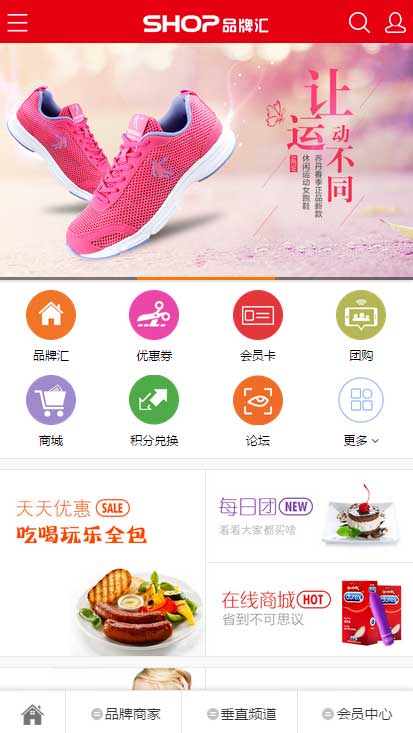 SHOP品牌汇
让
运动不同
乔丹春季正品新款
休闲运动女跑鞋
品牌汇
优惠券
会员卡
团购
商城
积分兑换
论坛
更多
天天优惠 SALE
吃喝玩乐全包
每日团 NEW
看看大家都买啥
在线商城 HOT
省到不可思议
durex
durex
品牌商家
垂直频道
会员中心